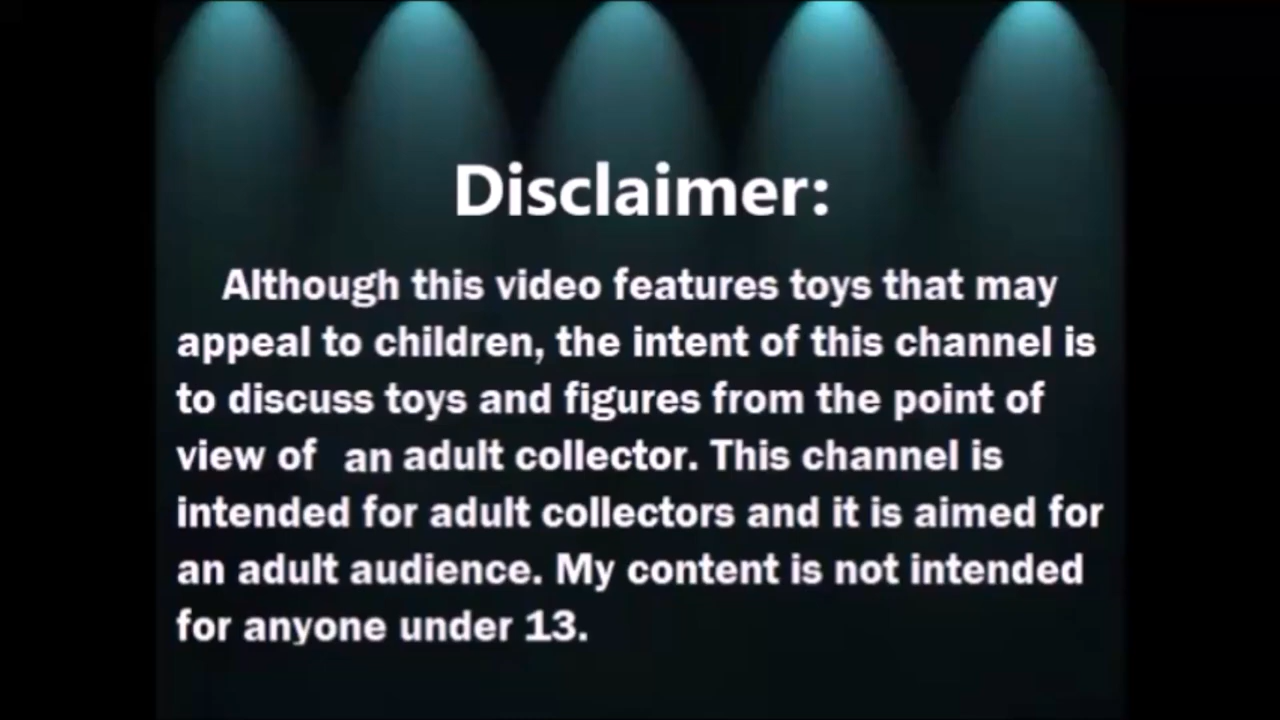 Disclaimer:
Although this video features toys that may
appeal to children, the intent of this channel is
to discuss toys and figures from the point of
view of an adult collector. This channel is
intended for adult collectors and it is aimed for
an adult audience. My content is not intended
for anyone under 13.